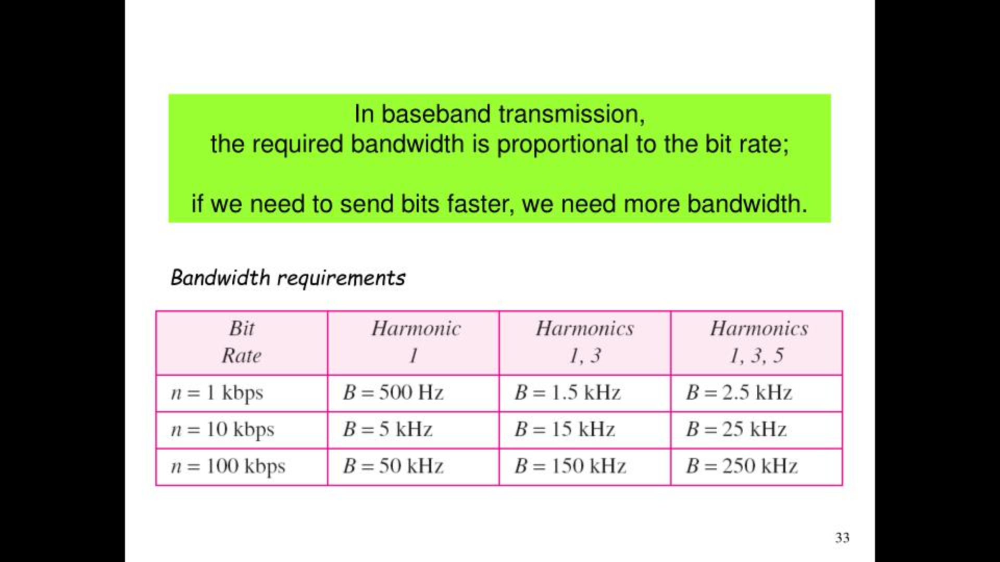 In baseband transmission,
the required bandwidth is proportional to the bit rate;
if we need to send bits faster, we need more bandwidth.
Bandwidth requirements
Bit Rate	Harmonic 1	Harmonics 1, 3	Harmonics 1, 3, 5
n = 1 kbps	B = 500 Hz	B = 1.5 kHz	B = 2.5 kHz
n = 10 kbps	B = 5 kHz	B = 15 kHz	B = 25 kHz
n = 100 kbps	B = 50 kHz	B = 150 kHz	B = 250 kHz
33